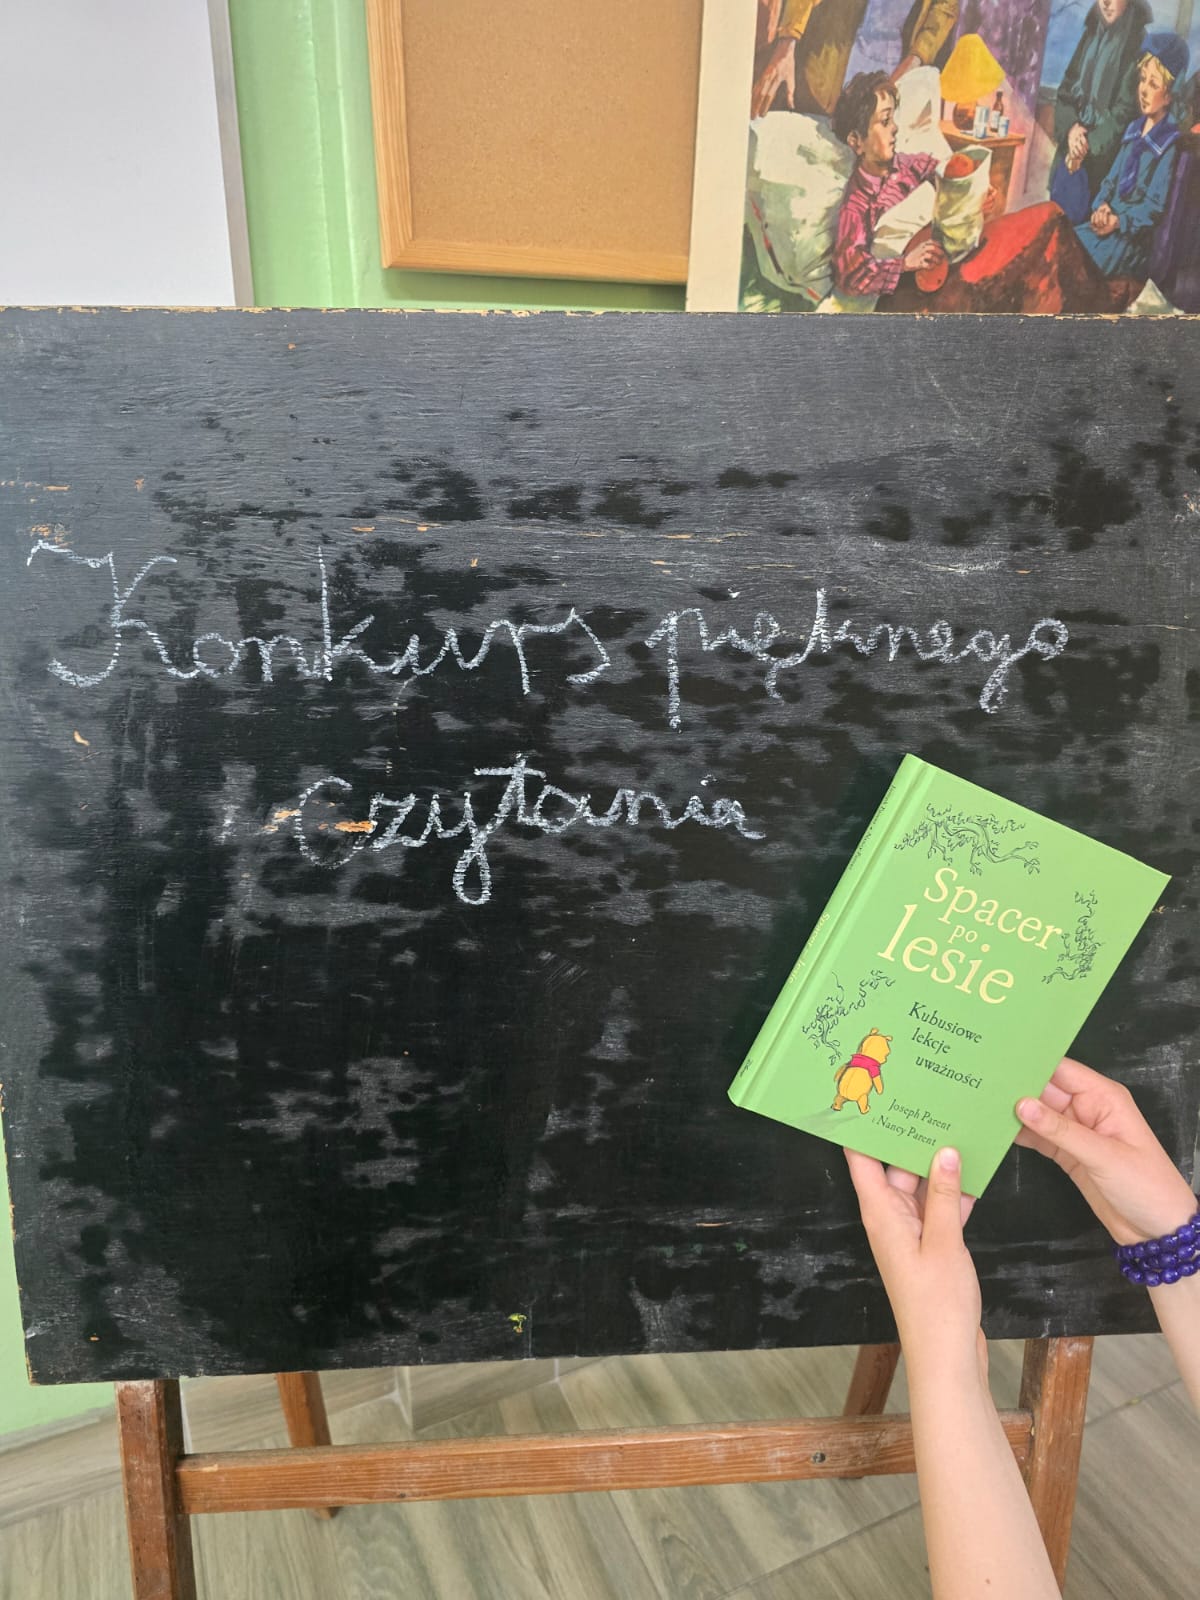 Konkurs pięknego
czytania
Spacer
po
lesie
Kubusiowe
lekcje
uważności
Joseph Parent
i Nancy Parent